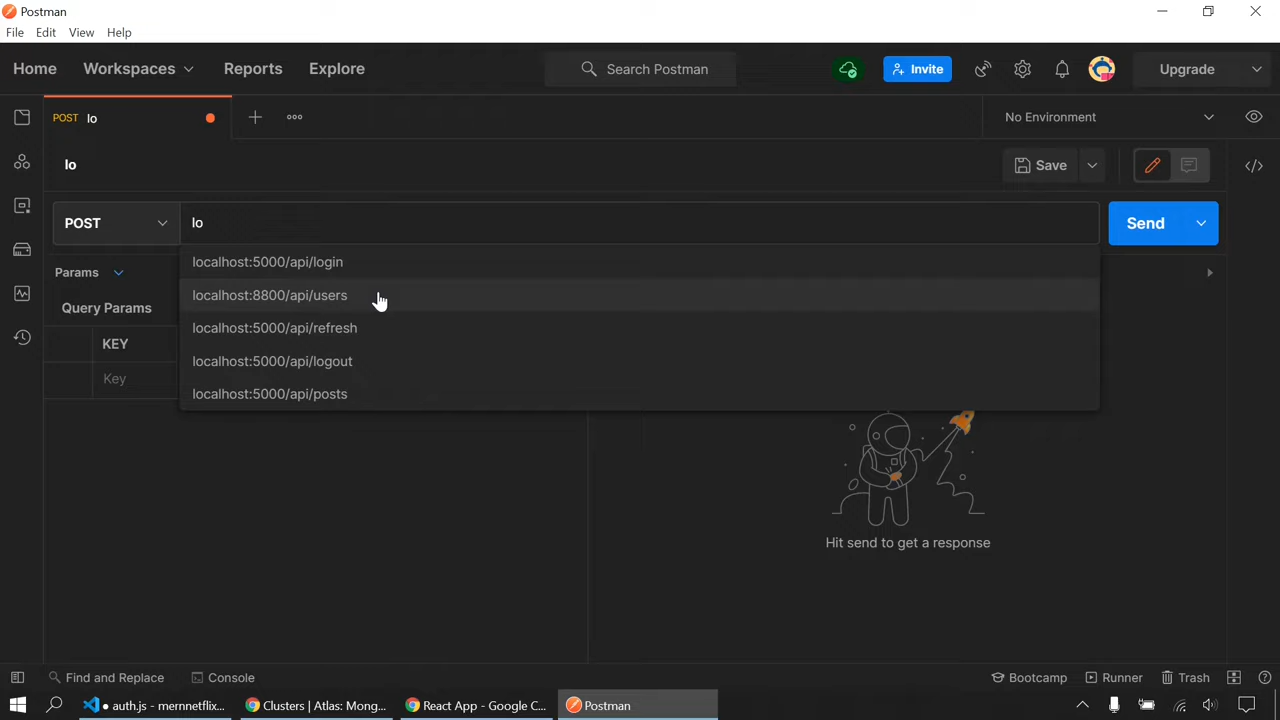 Postman
File Edit View Help
Home Workspaces Reports Explore Search Postman Invite Upgrade
POST lo No Environment
lo Save
POST lo Send
localhost:5000/api/login
Params
localhost:8800/api/users
Query Params
localhost:5000/api/refresh
KEY
localhost:5000/api/logout
Key
localhost:5000/api/posts
Hit send to get a response
Find and Replace Console Bootcamp Runner Trash
auth.js - mernnetflix... Clusters | Atlas: Mong... React App - Google C... Postman